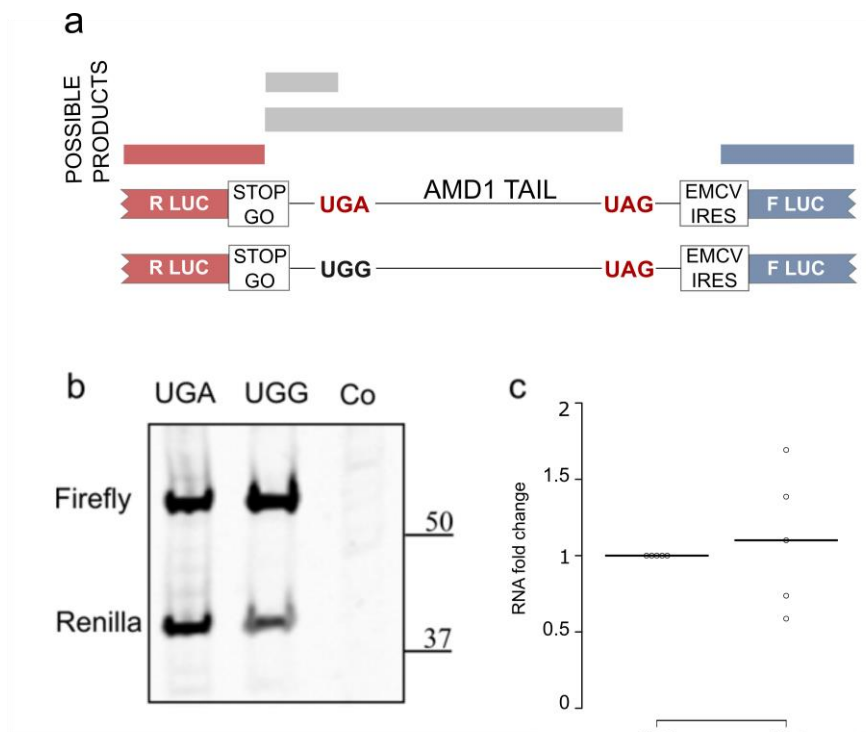 a
POSSIBLE
PRODUCTS
R LUC STOP GO UGA AMD1 TAIL UAG EMCV IRES F LUC
R LUC STOP GO UGG UAG EMCV IRES F LUC
b
UGA UGG Co
Firefly
50
Renilla
37
c
RNA fold change
2
1.5
1
0.5
0